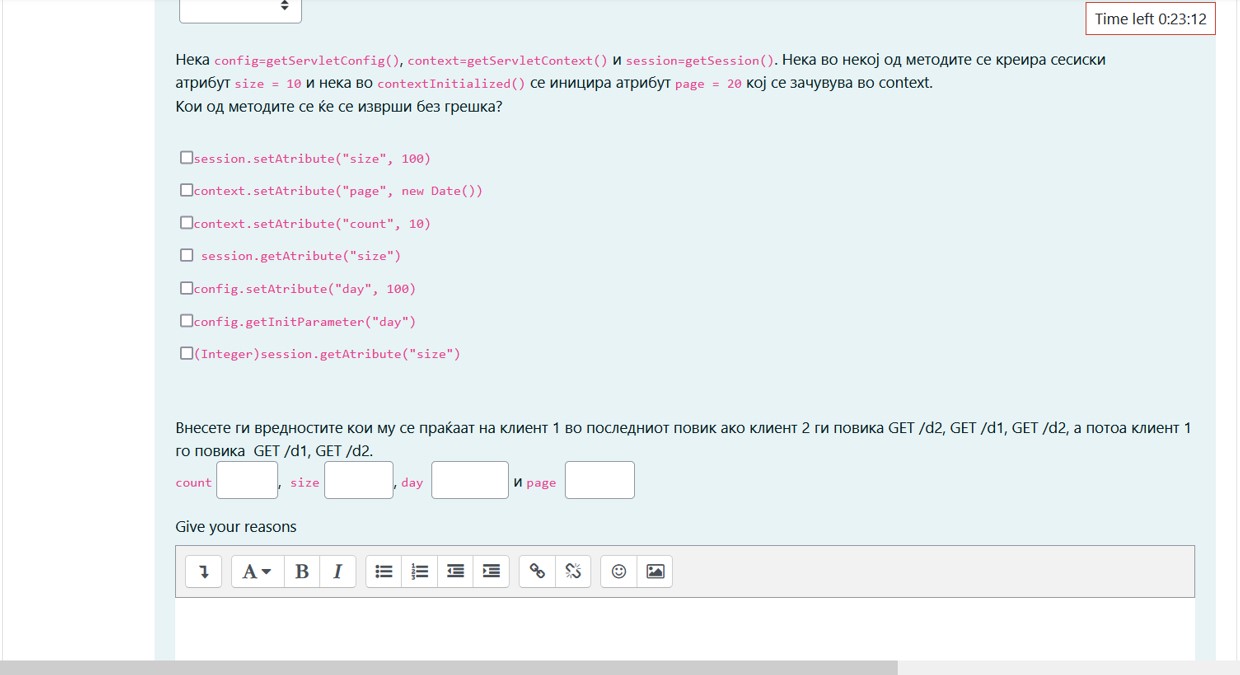 Time left 0:23:12
Нека config=getServletConfig(), context=getServletContext() и session=getSession(). Нека во некој од методите се креира сесиски
атрибут size = 10 и нека во contextInitialized() се иницира атрибут page = 20 кој се зачувува во context.
Кои од методите се ќе се изврши без грешка?
session.setAtribute("size", 100)
context.setAtribute("page", new Date())
context.setAtribute("count", 10)
session.getAtribute("size")
config.setAtribute("day", 100)
config.getInitParameter("day")
(Integer)session.getAtribute("size")
Внесете ги вредностите кои му се праќаат на клиент 1 во последниот повик ако клиент 2 ги повика GET /d2, GET /d1, GET /d2, а потоа клиент 1
го повика GET /d1, GET /d2.
count , size , day и page
Give your reasons
A B I